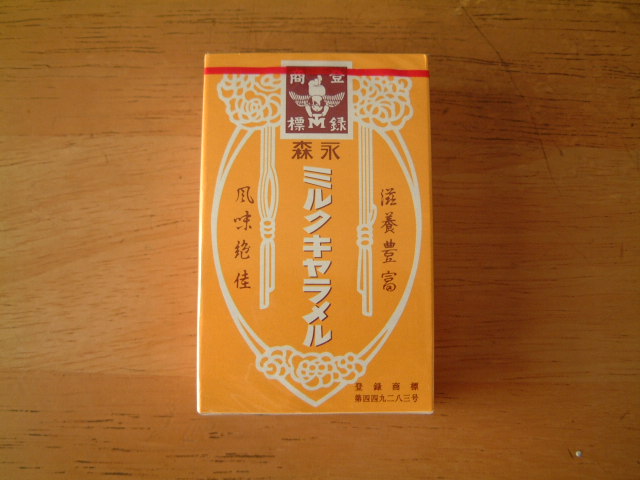 登録
商標
M
永森
ミルクキャラメル
滋養豊富
風味絶佳
登録商標
第四四九二八三号